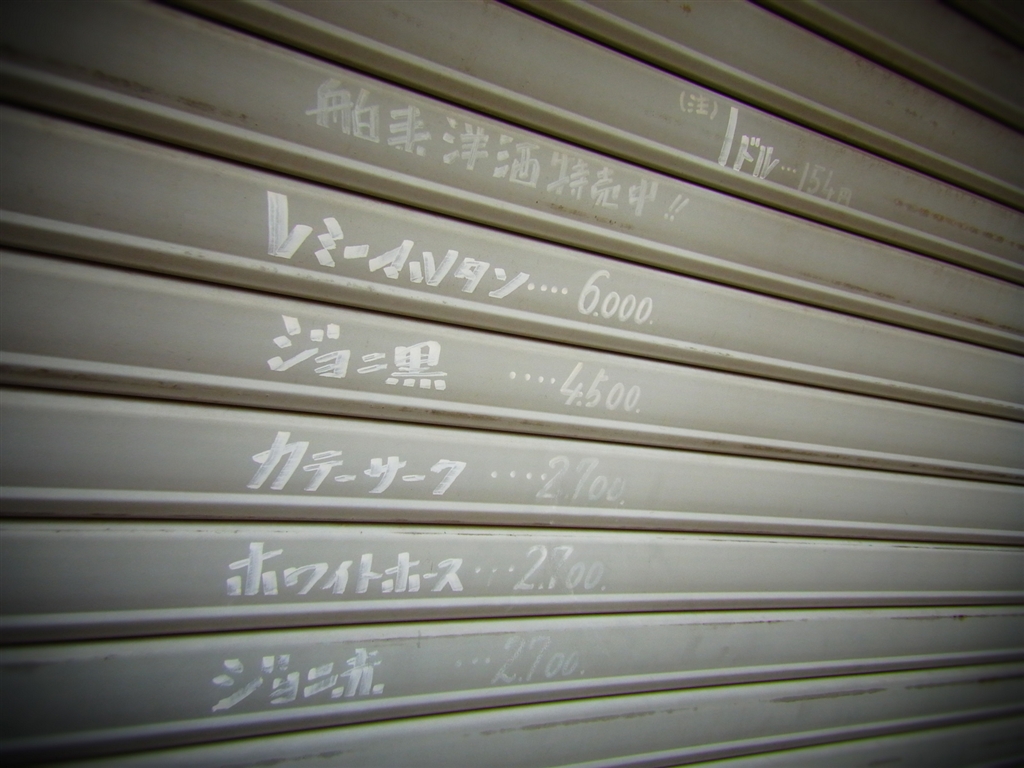 (注)1ドル…154円
舶来洋酒特売中!!
レミーマルタン‥‥6.000.
ジョニ黒 ‥‥4.500.
カテーサーク ‥‥2.700.
ホワイトホース‥‥2.700.
ジョニ赤 …2.700.